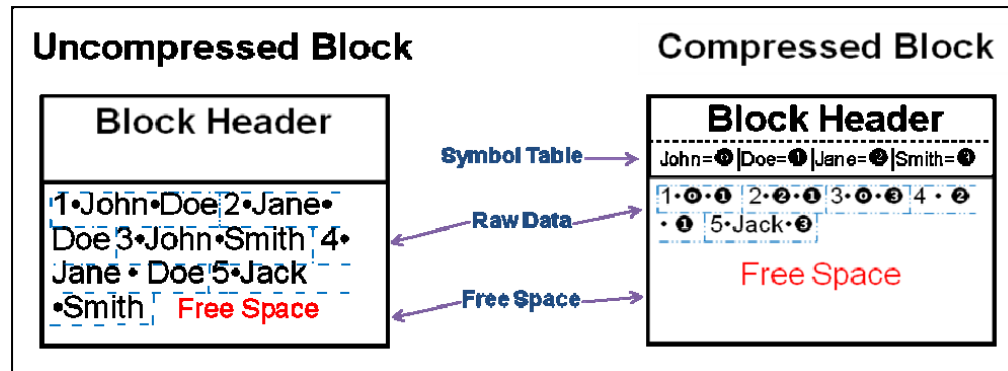 Uncompressed Block
Block Header
1•John•Doe 2•Jane•
Doe 3•John•Smith 4•
Jane • Doe 5•Jack
•Smith Free Space
Symbol Table
Raw Data
Free Space
Compressed Block
Block Header
John=⓿|Doe=❶|Jane=❷|Smith=❸
1•⓿•❶ 2•❷•❶ 3•⓿•❸ 4 • ❷
• ❶ 5•Jack•❸
Free Space